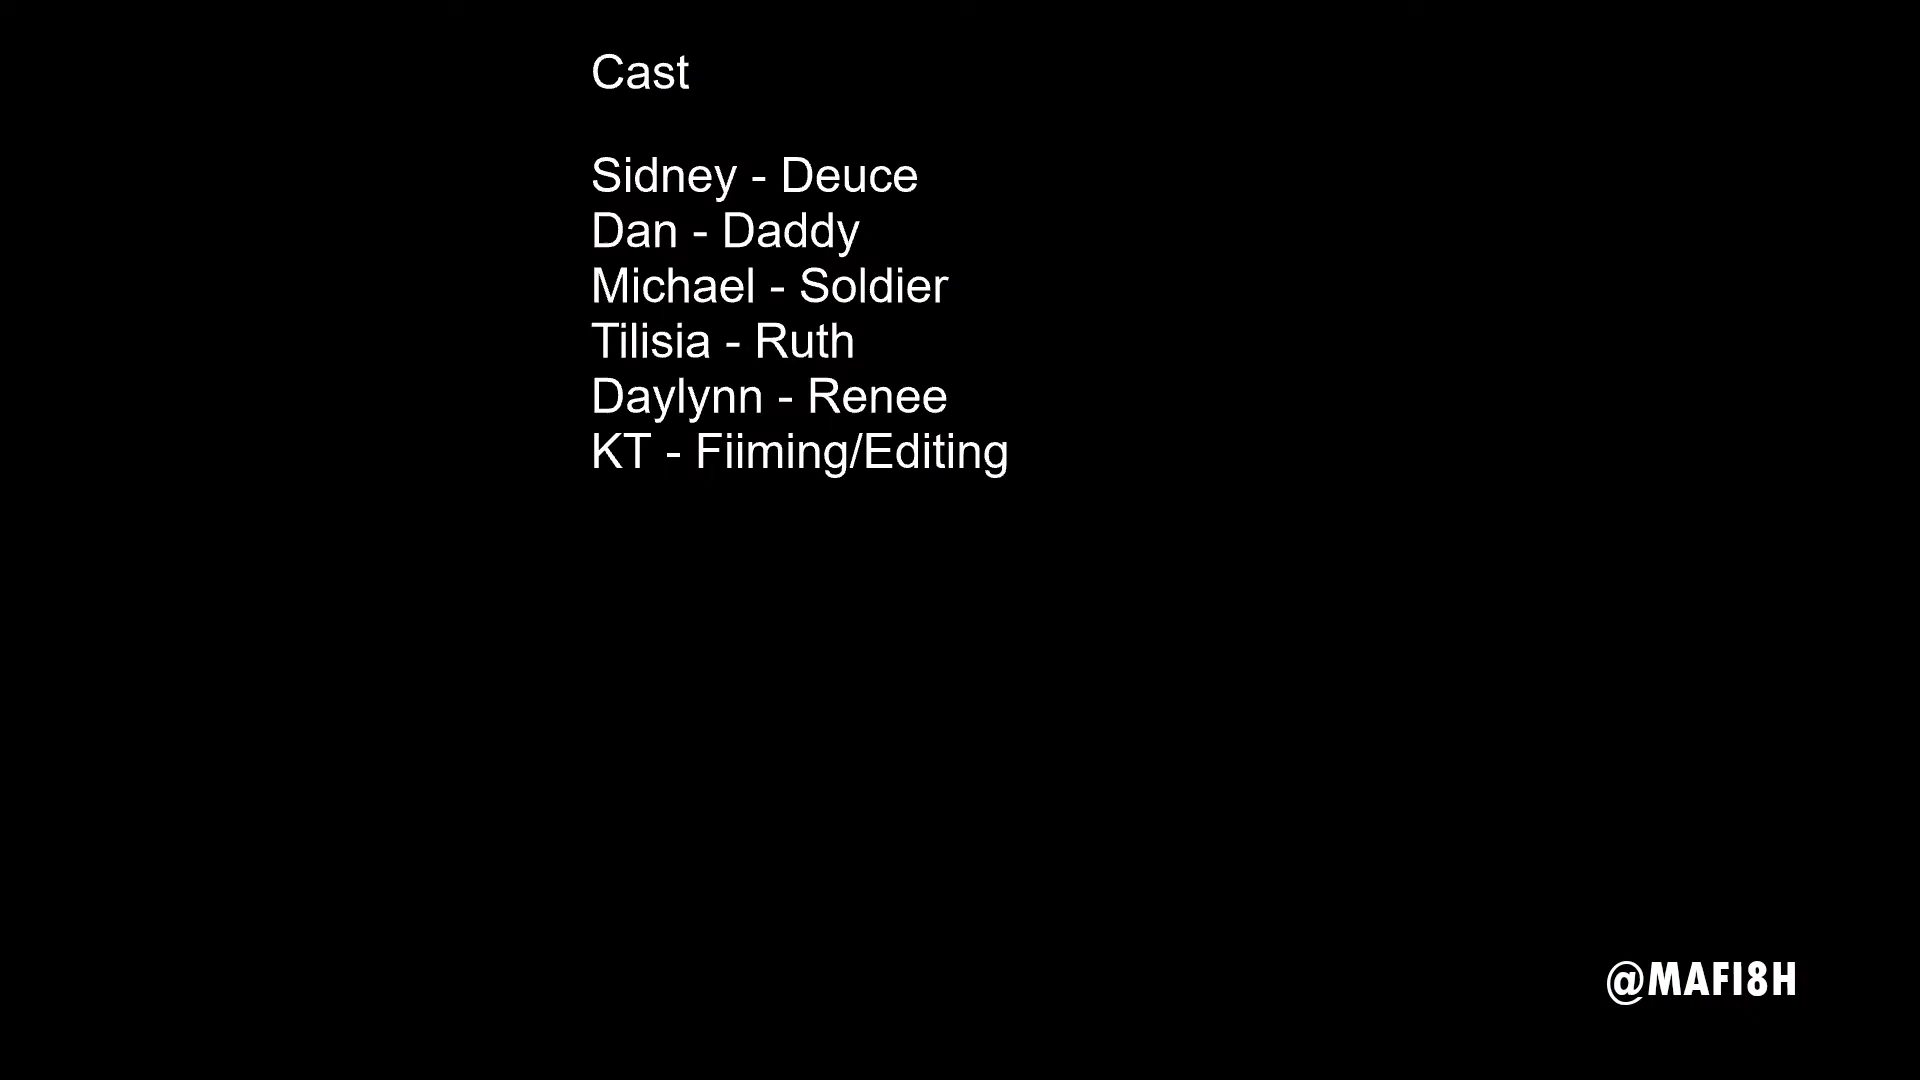 Cast
Sidney - Deuce
Dan - Daddy
Michael - Soldier
Tilisia - Ruth
Daylynn - Renee
KT - Fiiming/Editing
@MAFI8H